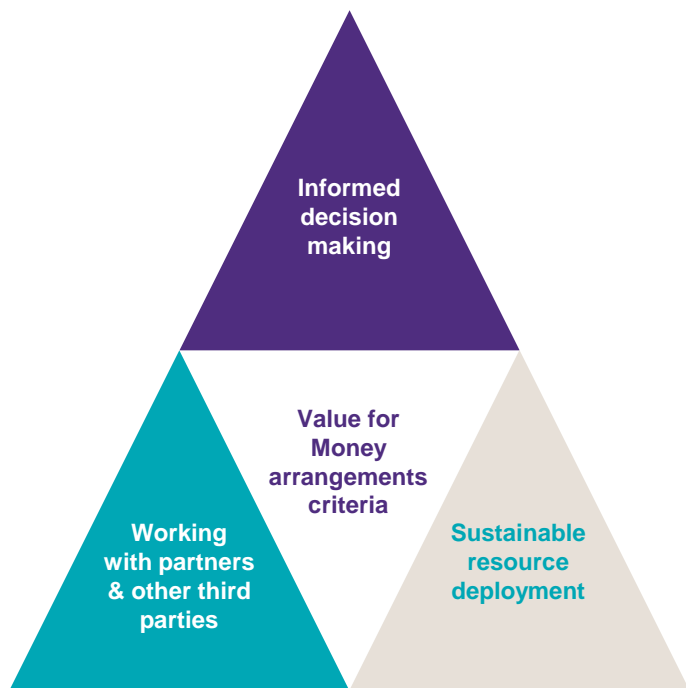 Informed
decision
making
Value for
Money
arrangements
criteria
Working
with partners
& other third
parties
Sustainable
resource
deployment